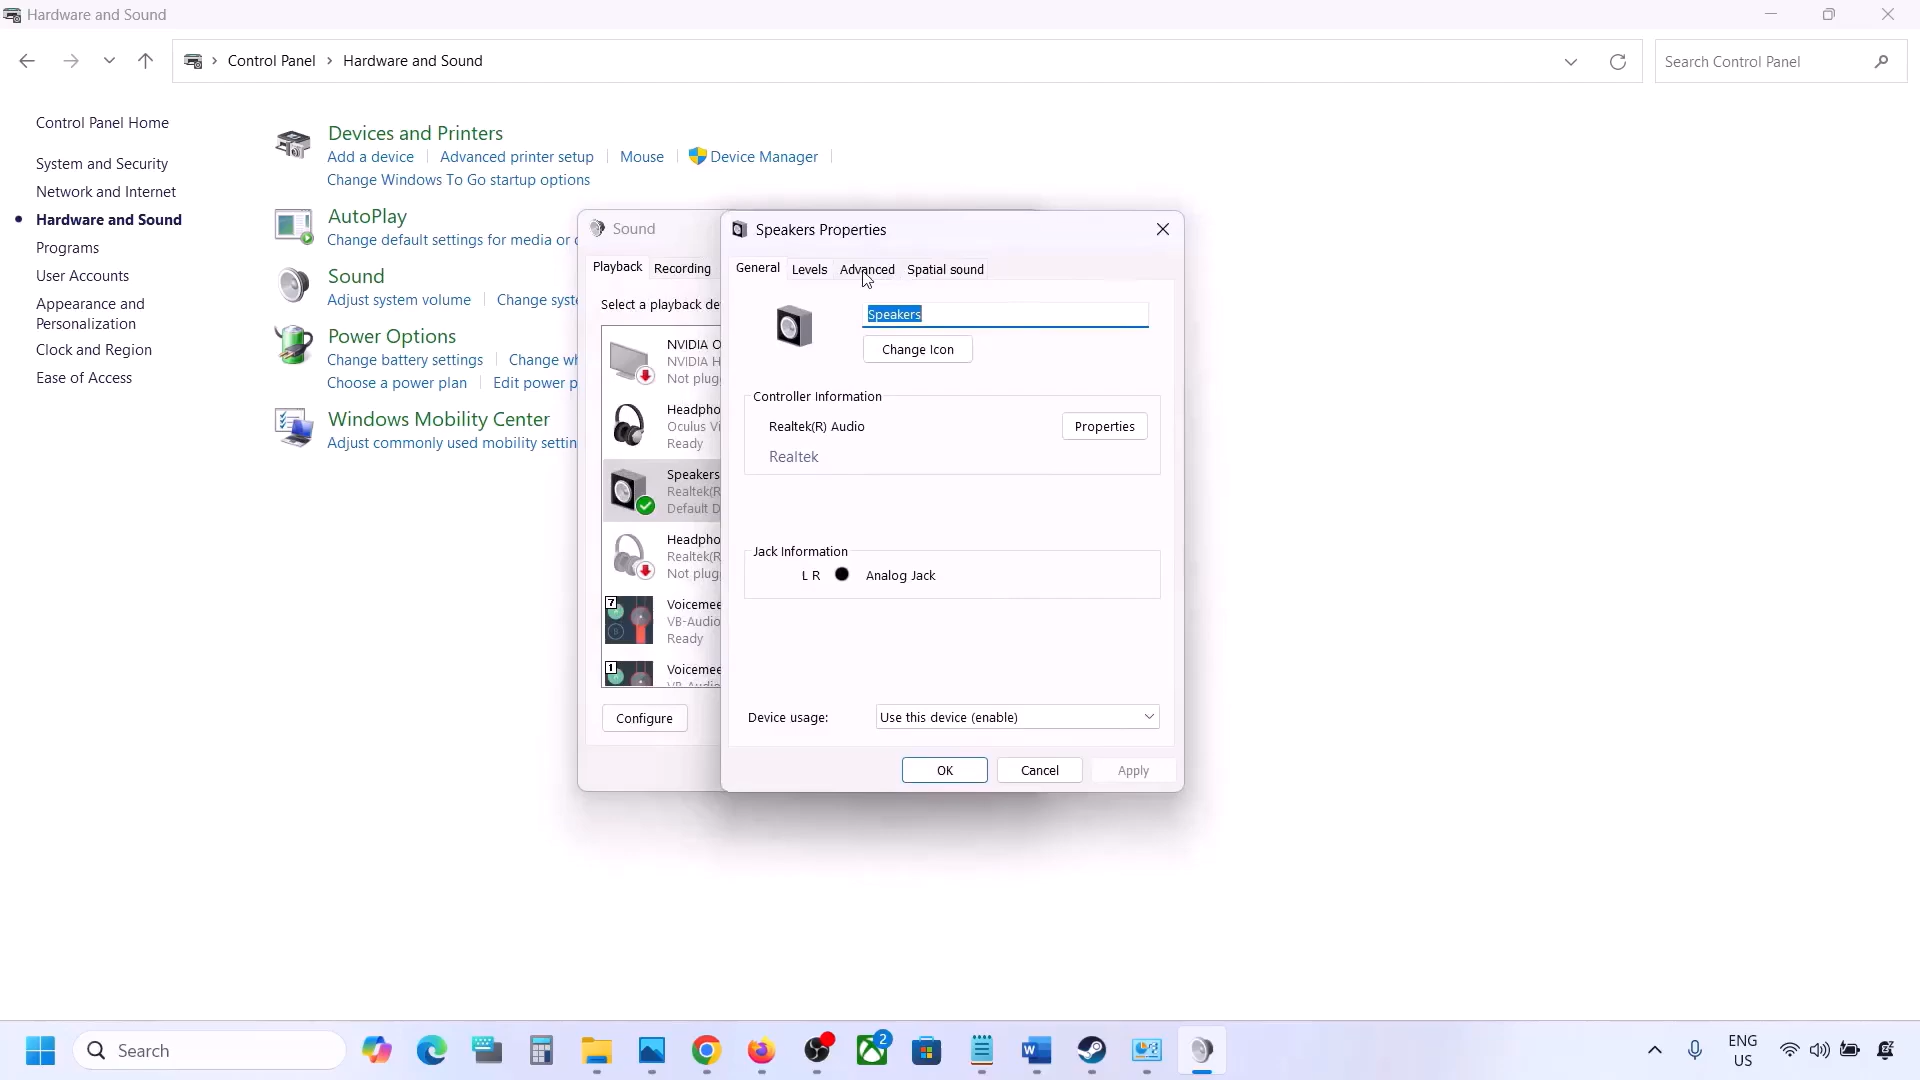 Hardware and Sound
Control Panel
Hardware and Sound
Search Control Panel
Control Panel Home
System and Security
Network and Internet
Hardware and Sound
Programs
User Accounts
Appearance and
Personalization
Clock and Region
Ease of Access
Devices and Printers
Add a device
Advanced printer setup
Mouse
Device Manager
Change Windows To Go startup options
AutoPlay
Change default settings for media or
Sound
Adjust system volume
Change syste
Power Options
Change battery settings
Change wh
Choose a power plan
Edit power p
Windows Mobility Center
Adjust commonly used mobility settin
Sound
Playback
Recording
Select a playback de
NVIDIA O
NVIDIA H
Not plug
Headpho
Oculus Vi
Ready
Speakers
Realtek(R
Default D
Headpho
Realtek(R
Not plug
7
Voicemee
VB-Audio
Ready
1
Voicemee
VB-Audio
Configure
Speakers Properties
General
Levels
Advanced
Spatial sound
Speakers
Change Icon
Controller Information
Realtek(R) Audio
Properties
Realtek
Jack Information
L R
Analog Jack
Device usage:
Use this device (enable)
OK
Cancel
Apply
Search
2
ENG
US